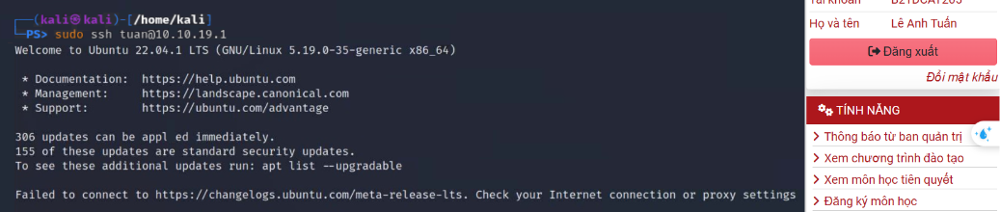 ┌──(kali㉿kali)-[/home/kali]
└─PS> sudo ssh tuan@10.10.19.1
Welcome to Ubuntu 22.04.1 LTS (GNU/Linux 5.19.0-35-generic x86_64)
* Documentation: https://help.ubuntu.com
* Management: https://landscape.canonical.com
* Support: https://ubuntu.com/advantage
306 updates can be appl ed immediately.
155 of these updates are standard security updates.
To see these additional updates run: apt list --upgradable
Failed to connect to https://changelogs.ubuntu.com/meta-release-lts. Check your Internet connection or proxy settings
Họ và tên Lê Anh Tuấn
Đăng xuất
Đổi mật khẩu
TÍNH NĂNG
Thông báo từ ban quản trị
Xem chương trình đào tạo
Xem môn học tiên quyết
Đăng ký môn học